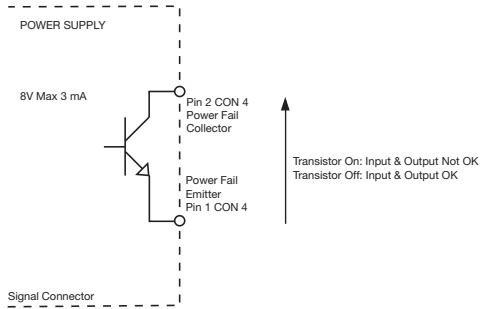 POWER SUPPLY
8V Max 3 mA
Pin 2 CON 4
Power Fail
Collector
Transistor On: Input & Output Not OK
Transistor Off: Input & Output OK
Power Fail
Emitter
Pin 1 CON 4
Signal Connector